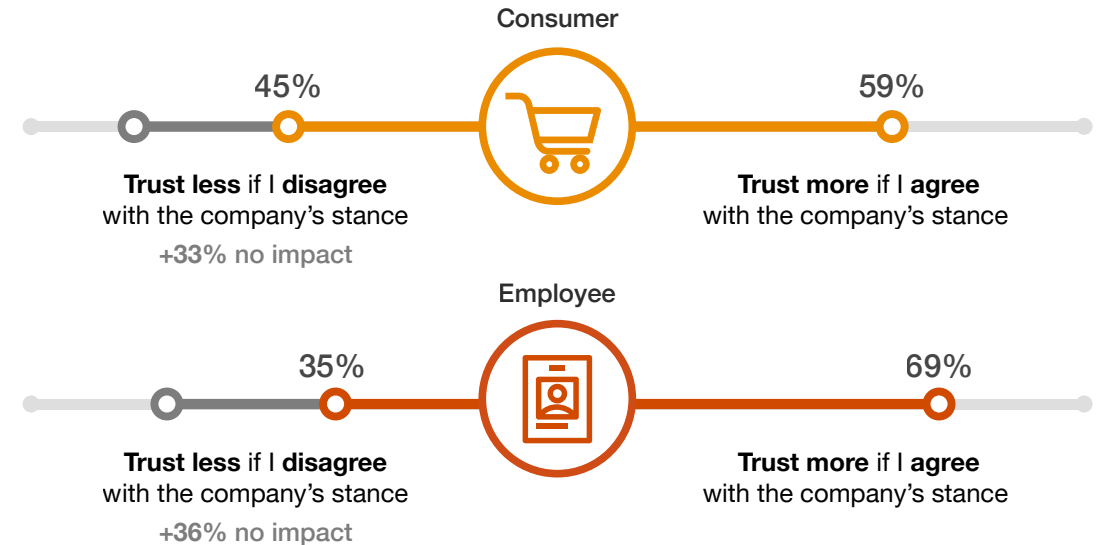 Consumer
45%
59%
Trust less if I disagree
with the company's stance
+33% no impact
Trust more if I agree
with the company's stance
Employee
35%
69%
Trust less if I disagree
with the company's stance
+36% no impact
Trust more if I agree
with the company's stance